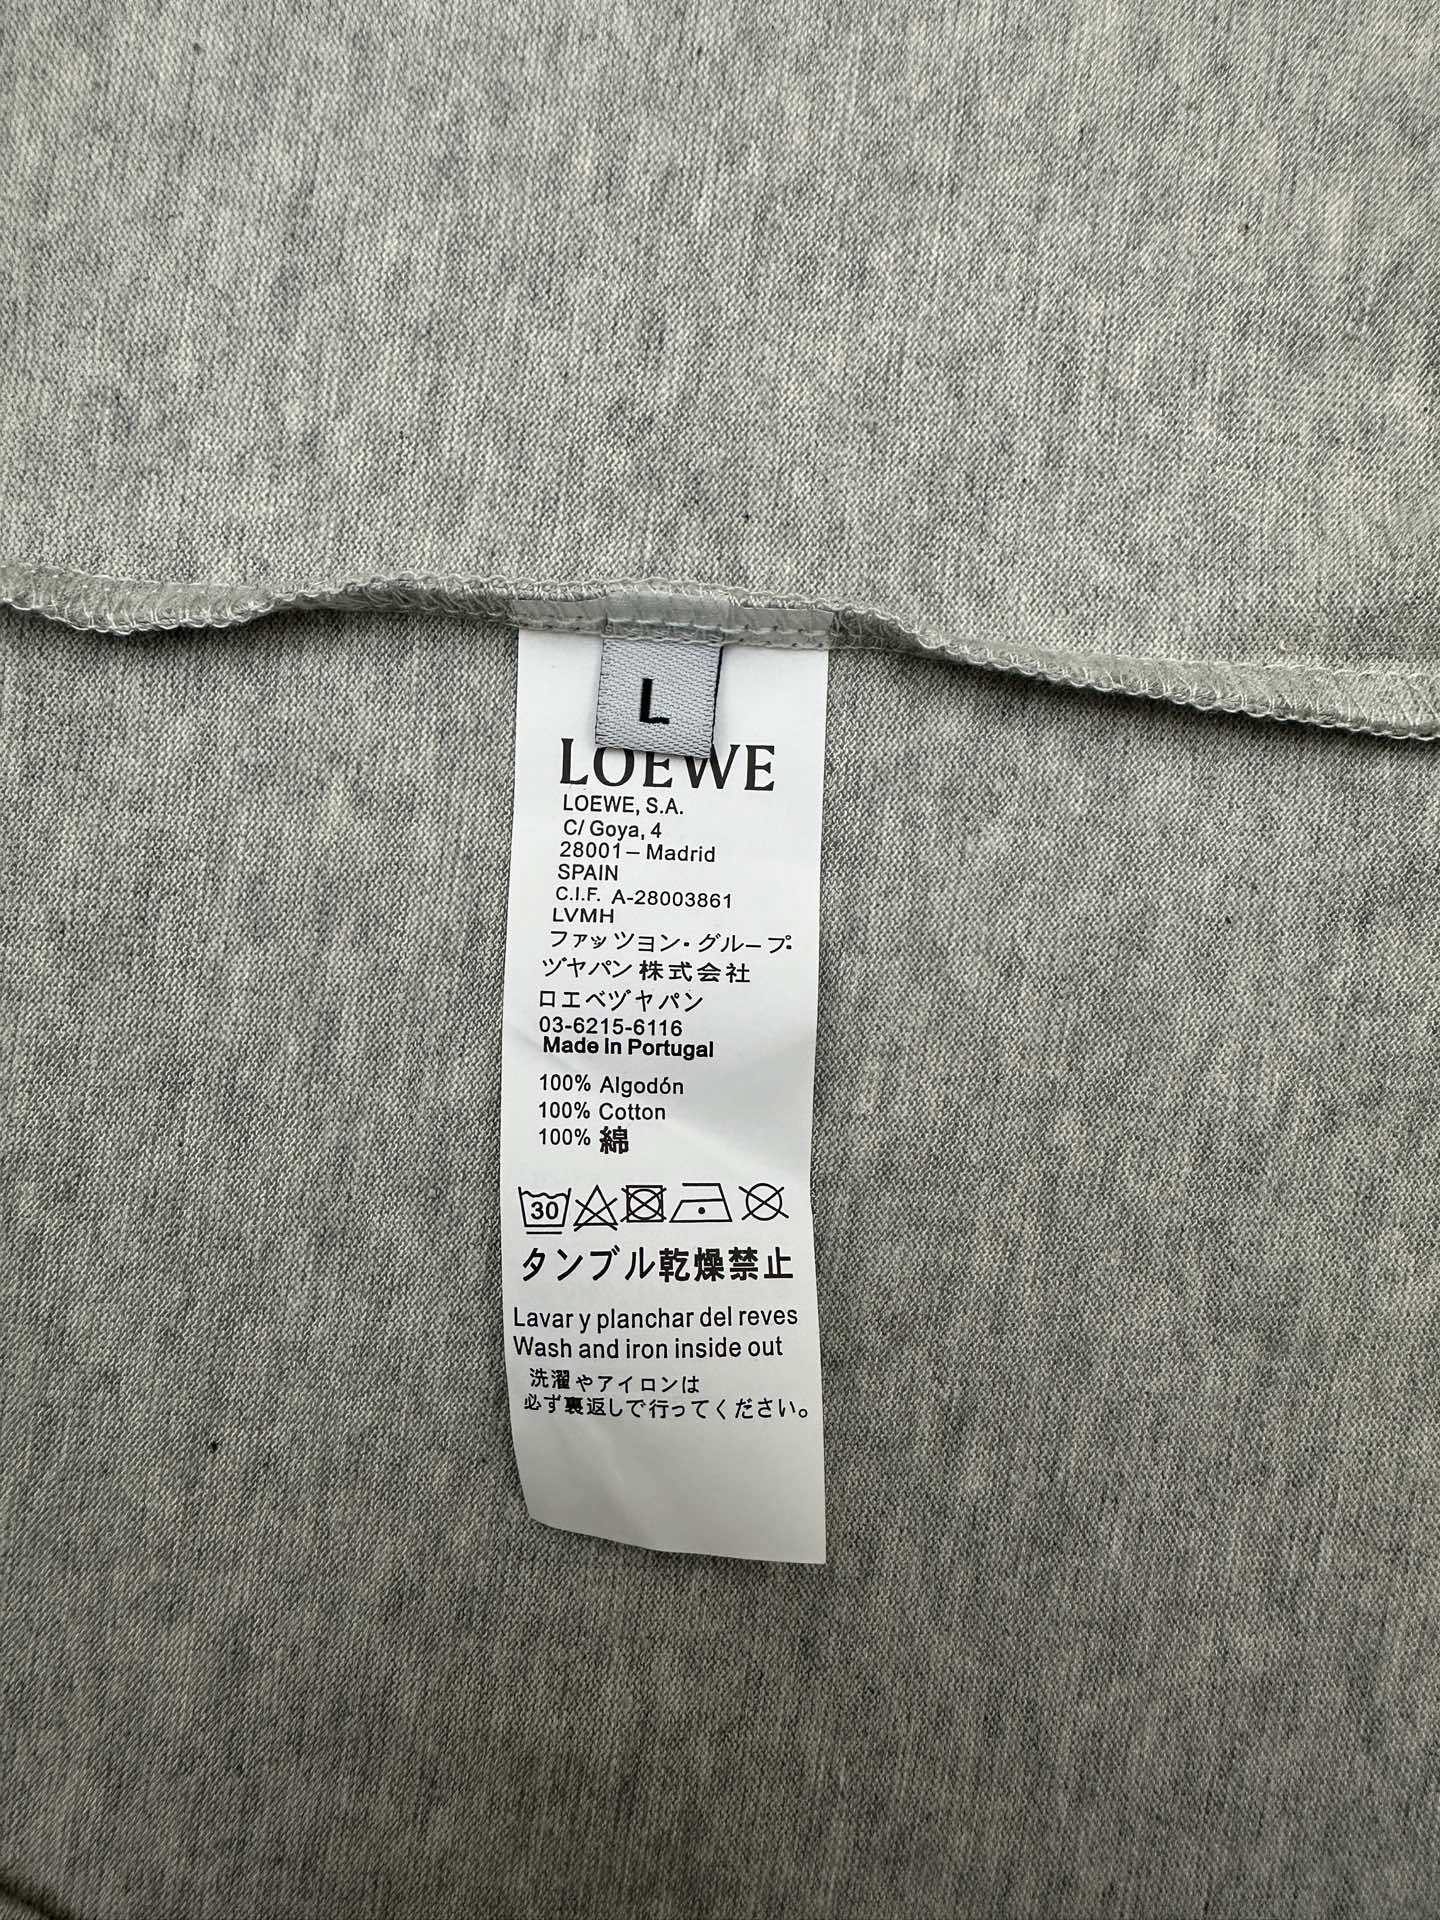 L
LOEWE
LOEWE, S.A.
C/ Goya, 4
28001– Madrid
SPAIN
C.I.F. A-28003861
LVMH
ファッツョン・グループ
ヅャパン 株式会社
ロエベヅャパン
03-6215-6116
Made In Portugal
100% Algodón
100% Cotton
100% 綿
30
タンブル乾燥禁止
Lavar y planchar del reves
Wash and iron inside out
洗濯やアイロンは
必ず裏返しで行ってください。